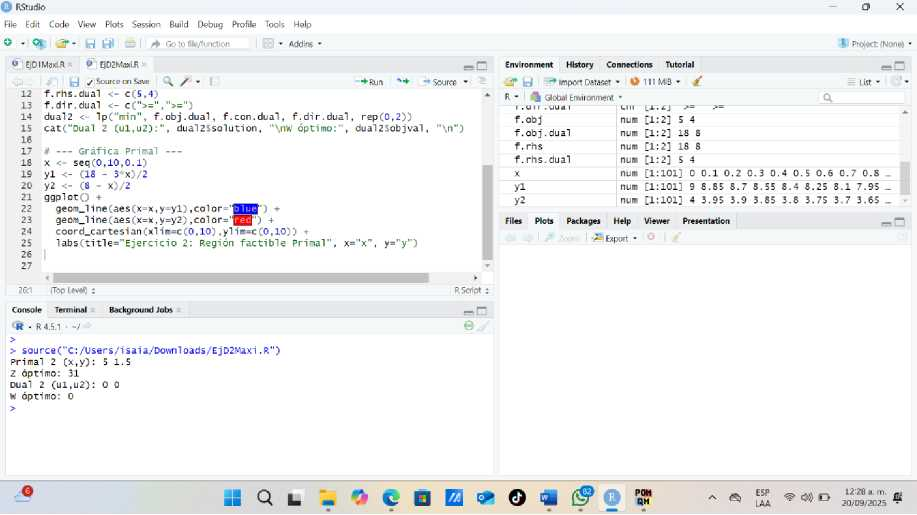 RStudio
File Edit Code View Plots Session Build Debug Profile Tools Help
Go to file/function
Addins
Project: (None)
EjD1Maxi.R
EjD2Maxi.R
Source on Save
Run
Source
12 f.rhs.dual <- c(5,4)
13 f.dir.dual <- c(">=",">=")
14 dual2 <- lp("min", f.obj.dual, f.con.dual, f.dir.dual, rep(0,2))
15 cat("Dual 2 (u1,u2):", dual2$solution, "\nW óptimo:", dual2$objval, "\n")
16
17 # --- Gráfica Primal ---
18 x <- seq(0,10,0.1)
19 y1 <- (18 - 3*x)/2
20 y2 <- (8 - x)/2
21 ggplot() +
22 geom_line(aes(x=x,y=y1),color="blue") +
23 geom_line(aes(x=x,y=y2),color="red") +
24 coord_cartesian(xlim=c(0,10),ylim=c(0,10)) +
25 labs(title="Ejercicio 2: Región factible Primal", x="x", y="y")
26
27
26:1 (Top Level) R Script
Console Terminal Background Jobs
R 4.5.1 · ~/
>
> source("C:/Users/isaia/Downloads/EjD2Maxi.R")
Primal 2 (x,y): 5 1.5
Z óptimo: 31
Dual 2 (u1,u2): 0 0
W óptimo: 0
>
Environment History Connections Tutorial
Import Dataset 111 MiB List
R Global Environment
f.dir.dual chr [1:2] ">=" ">="
f.obj num [1:2] 5 4
f.obj.dual num [1:2] 18 8
f.rhs num [1:2] 18 8
f.rhs.dual num [1:2] 5 4
x num [1:101] 0 0.1 0.2 0.3 0.4 0.5 0.6 0.7 0.8 ...
y1 num [1:101] 9 8.85 8.7 8.55 8.4 8.25 8.1 7.95 ...
y2 num [1:101] 4 3.95 3.9 3.85 3.8 3.75 3.7 3.65 ...
Files Plots Packages Help Viewer Presentation
Zoom Export
6
82
POM
QM
ESP
LAA
12:28 a. m.
20/09/2025